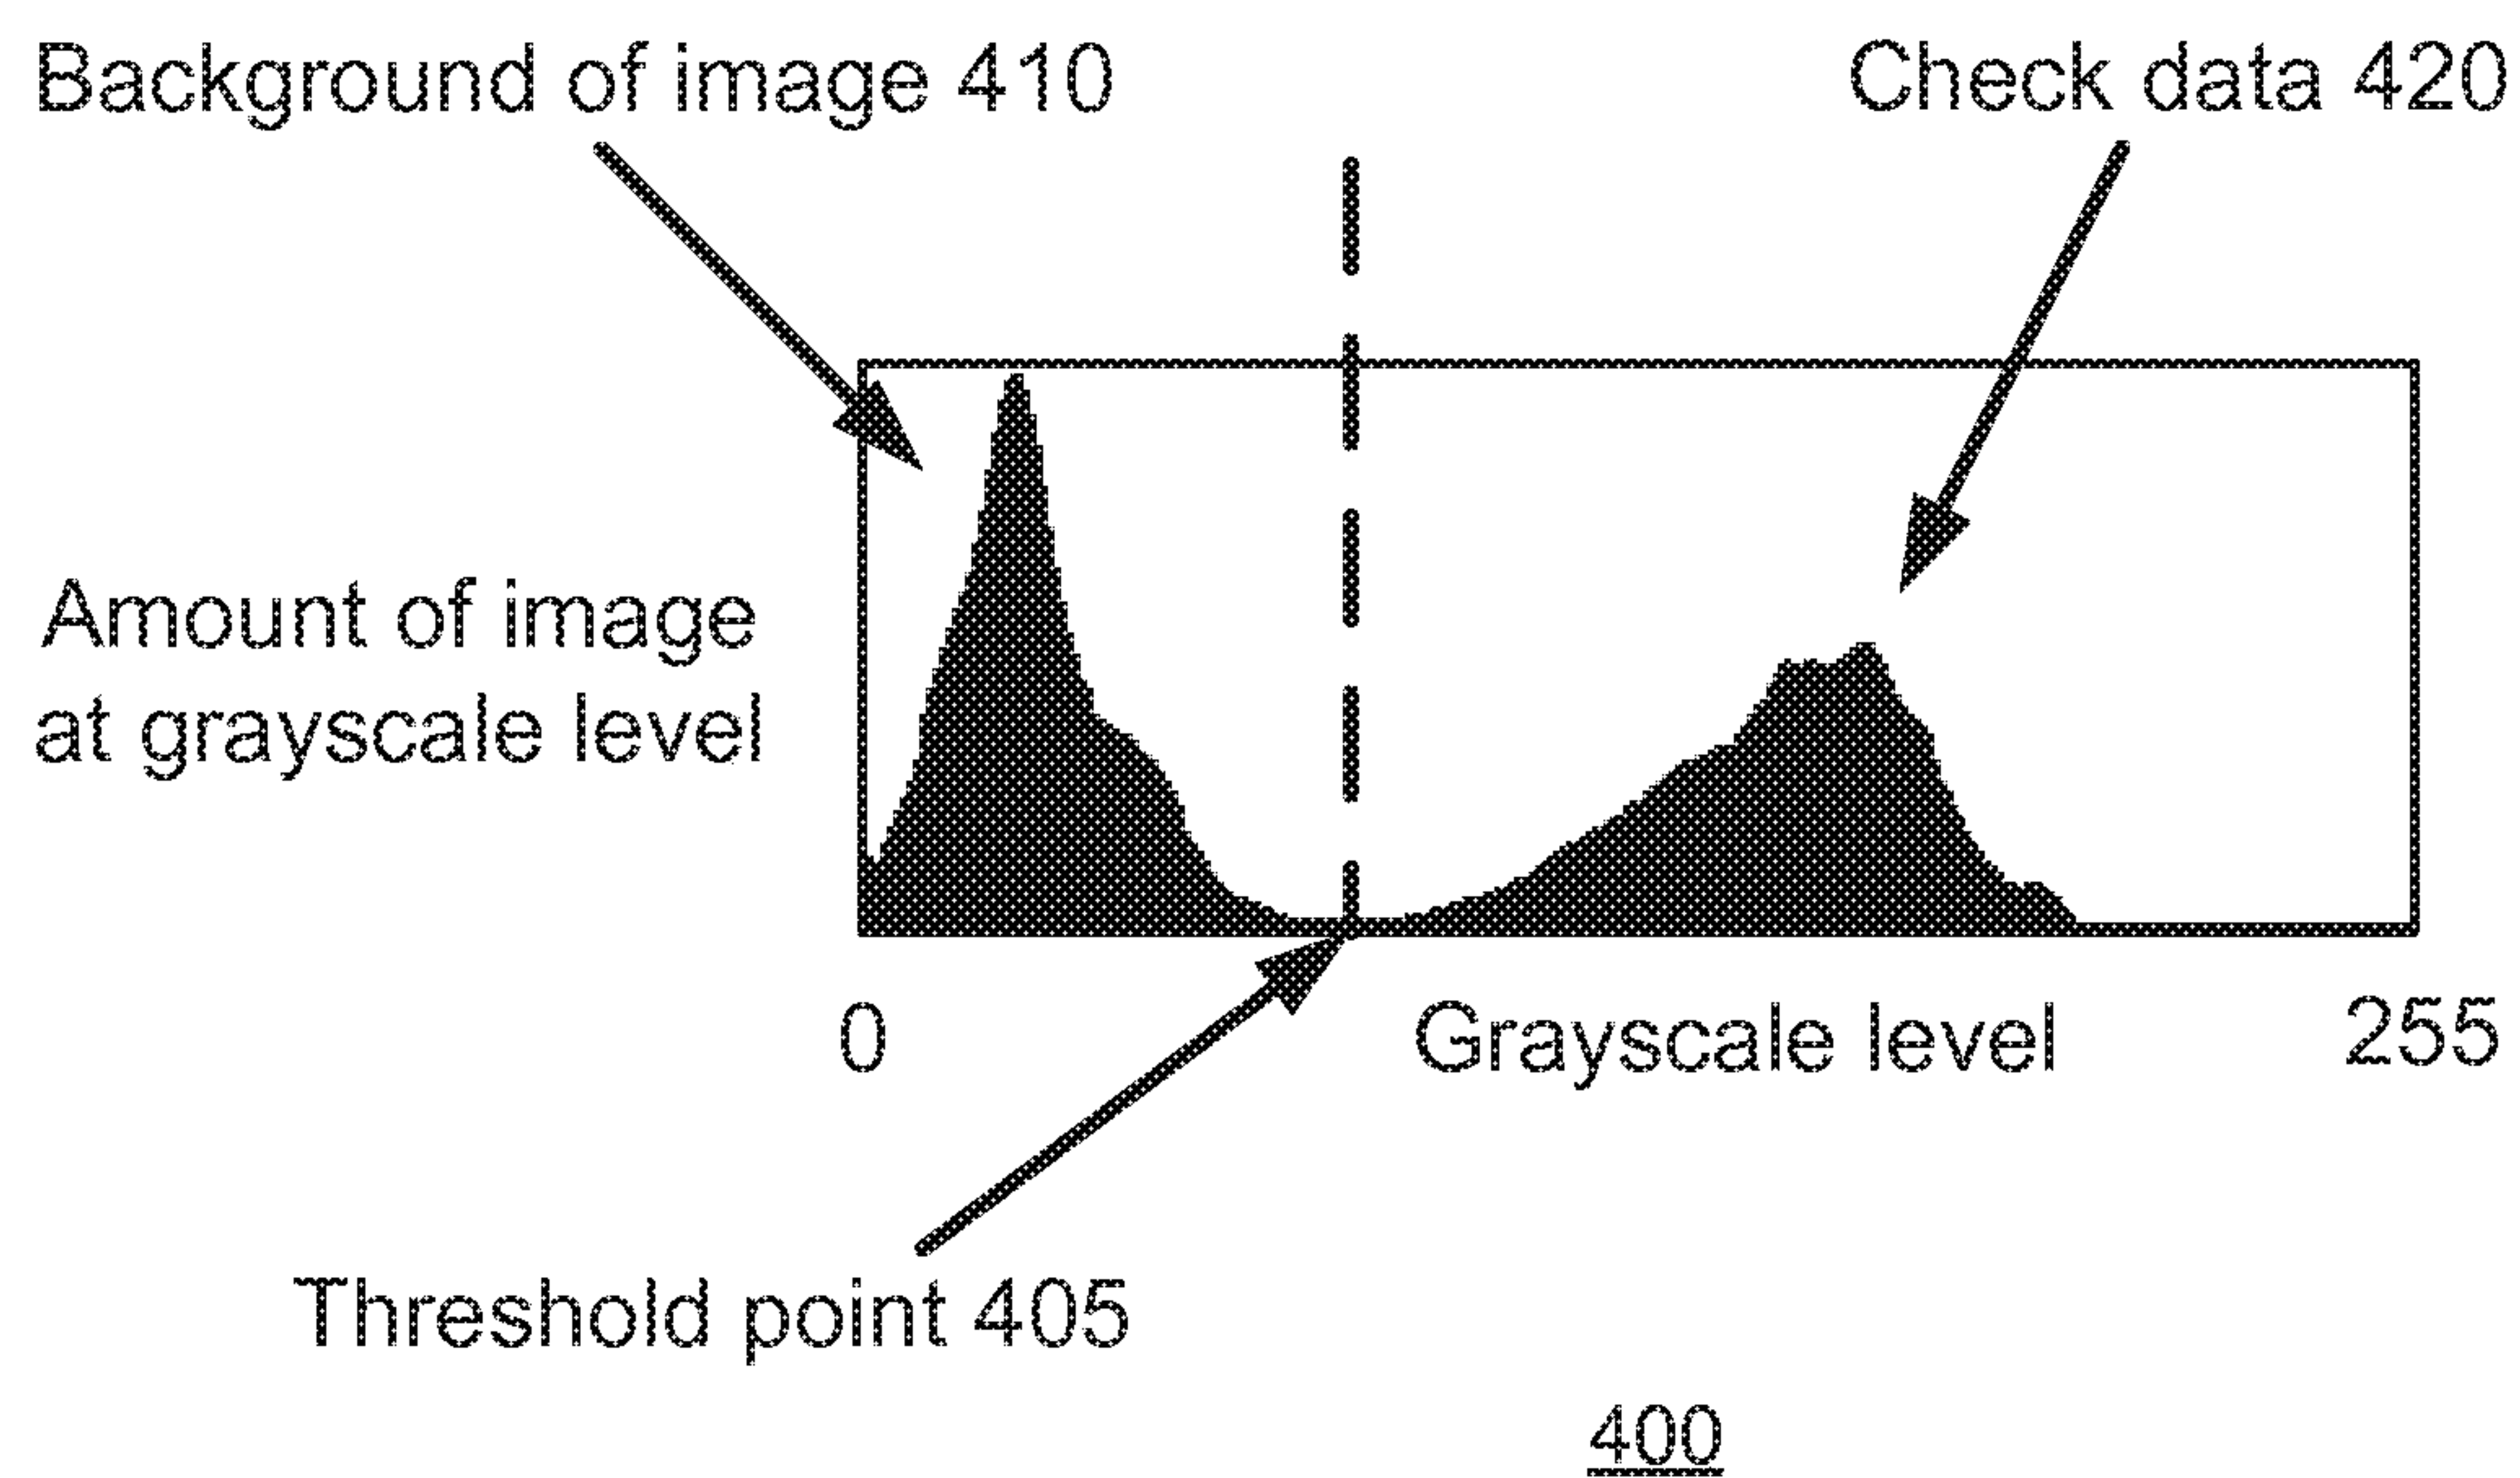 Background of image 410
Check data 420
Amount of image
at grayscale level
0
Grayscale level
255
Threshold point 405
400